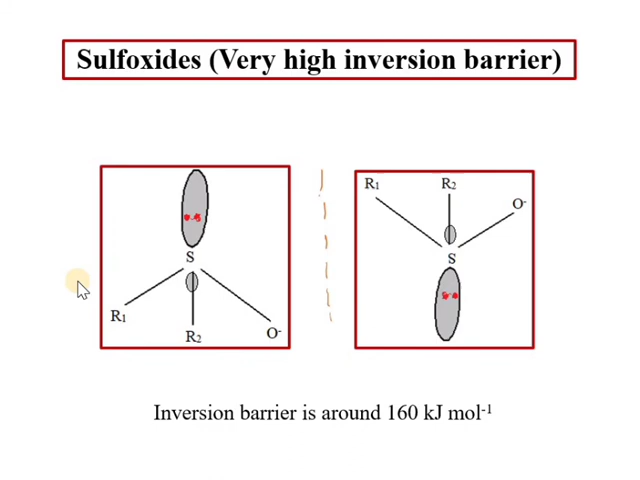 Sulfoxides (Very high inversion barrier)
S
R₁
R₂
O⁻
R₁
R₂
O⁻
S
Inversion barrier is around 160 kJ mol⁻¹